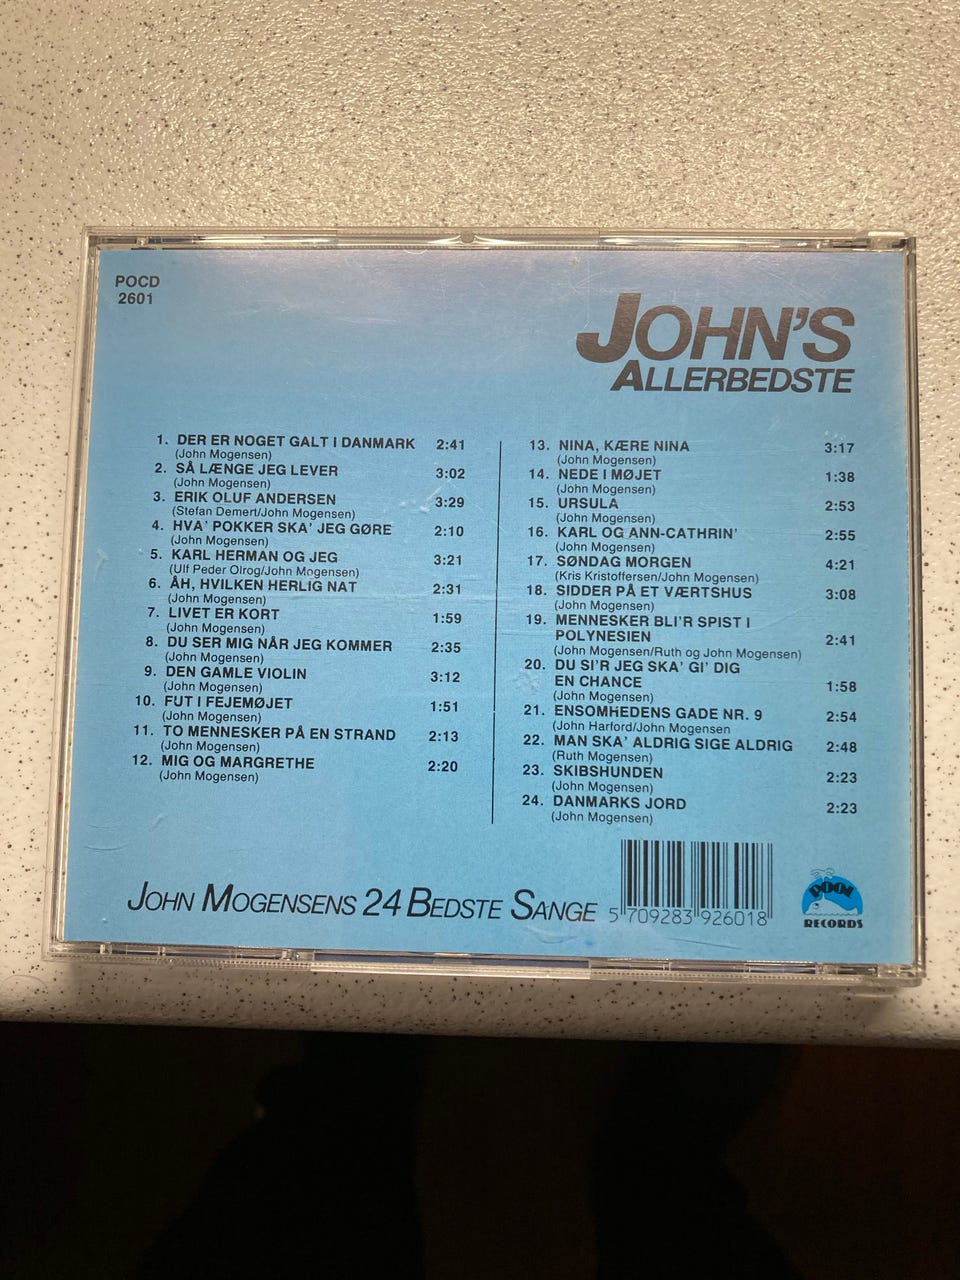 POCD
2601
JOHN'S
ALLERBEDSTE
1. DER ER NOGET GALT I DANMARK 2:41
(John Mogensen)
2. SÅ LÆNGE JEG LEVER 3:02
(John Mogensen)
3. ERIK OLUF ANDERSEN 3:29
(Stefan Demert/John Mogensen)
4. HVA' POKKER SKA' JEG GØRE 2:10
(John Mogensen)
5. KARL HERMAN OG JEG 3:21
(Ulf Peder Olrog/John Mogensen)
6. ÅH, HVILKEN HERLIG NAT 2:31
(John Mogensen)
7. LIVET ER KORT 1:59
(John Mogensen)
8. DU SER MIG NÅR JEG KOMMER 2:35
(John Mogensen)
9. DEN GAMLE VIOLIN 3:12
(John Mogensen)
10. FUT I FEJEMØJET 1:51
(John Mogensen)
11. TO MENNESKER PÅ EN STRAND 2:13
(John Mogensen)
12. MIG OG MARGRETHE 2:20
(John Mogensen)
13. NINA, KÆRE NINA 3:17
(John Mogensen)
14. NEDE I MØJET 1:38
(John Mogensen)
15. URSULA 2:53
(John Mogensen)
16. KARL OG ANN-CATHRIN' 2:55
(John Mogensen)
17. SØNDAG MORGEN 4:21
(Kris Kristoffersen/John Mogensen)
18. SIDDER PÅ ET VÆRTSHUS 3:08
(John Mogensen)
19. MENNESKER BLI'R SPIST I
POLYNESIEN 2:41
(John Mogensen/Ruth og John Mogensen)
20. DU SI'R JEG SKA' GI' DIG
EN CHANCE 1:58
(John Mogensen)
21. ENSOMHEDENS GADE NR. 9 2:54
(John Harford/John Mogensen
22. MAN SKA' ALDRIG SIGE ALDRIG 2:48
(Ruth Mogensen)
23. SKIBSHUNDEN 2:23
(John Mogensen)
24. DANMARKS JORD 2:23
(John Mogensen)
JOHN MOGENSENS 24 BEDSTE SANGE
5 709283 926018
POOL
RECORDS